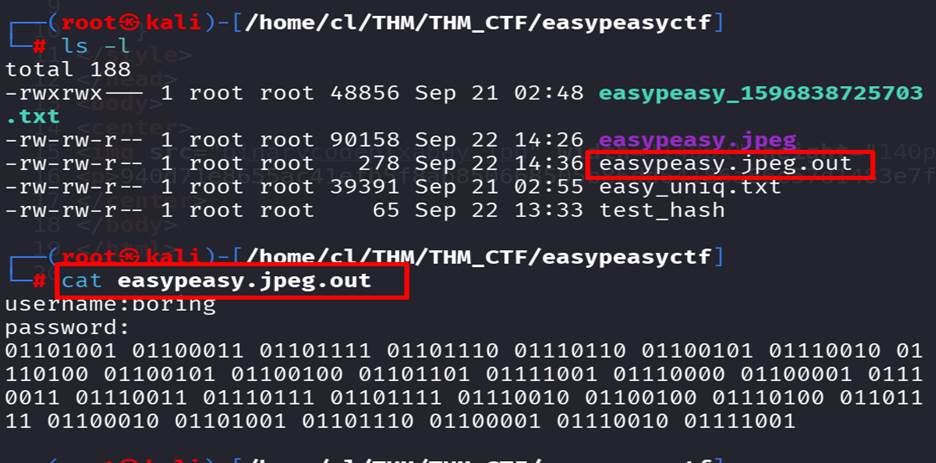 (root㉿kali)-[/home/cl/THM/THM_CTF/easypeasyctf]
# ls -l
total 188
-rwxrwx--- 1 root root 48856 Sep 21 02:48 easypeasy_1596838725703
.txt
-rw-rw-r-- 1 root root 90158 Sep 22 14:26 easypeasy.jpeg
-rw-rw-r-- 1 root root 278 Sep 22 14:36 easypeasy.jpeg.out
-rw-rw-r-- 1 root root 39391 Sep 21 02:55 easy_uniq.txt
-rw-rw-r-- 1 root root 65 Sep 22 13:33 test_hash
(root㉿kali)-[/home/cl/THM/THM_CTF/easypeasyctf]
# cat easypeasy.jpeg.out
username:boring
password:
01101001 01100011 01101111 01101110 01110110 01100101 01110010 01
110100 01100101 01100100 01101101 01111001 01110000 01100001 0111
0011 01110011 01110111 01101111 01110010 01100100 01110100 011011
11 01100010 01101001 01101110 01100001 01110010 01111001
(root㉿kali)-[/home/cl/THM/THM_CTF/easypeasyctf]